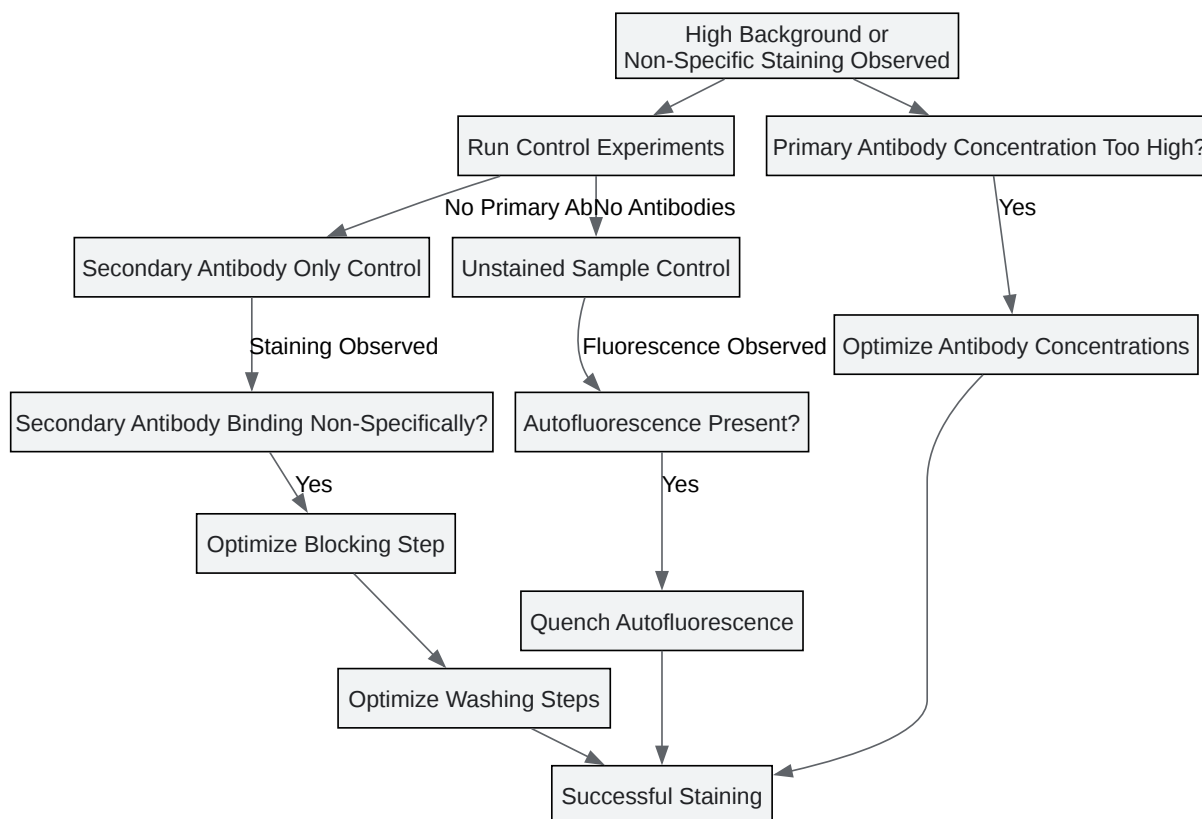 High Background or
Non-Specific Staining Observed
Run Control Experiments
Primary Antibody Concentration Too High?
No Primary Ab
No Antibodies
Yes
Secondary Antibody Only Control
Unstained Sample Control
Staining Observed
Fluorescence Observed
Optimize Antibody Concentrations
Secondary Antibody Binding Non-Specifically?
Autofluorescence Present?
Yes
Yes
Optimize Blocking Step
Quench Autofluorescence
Optimize Washing Steps
Successful Staining